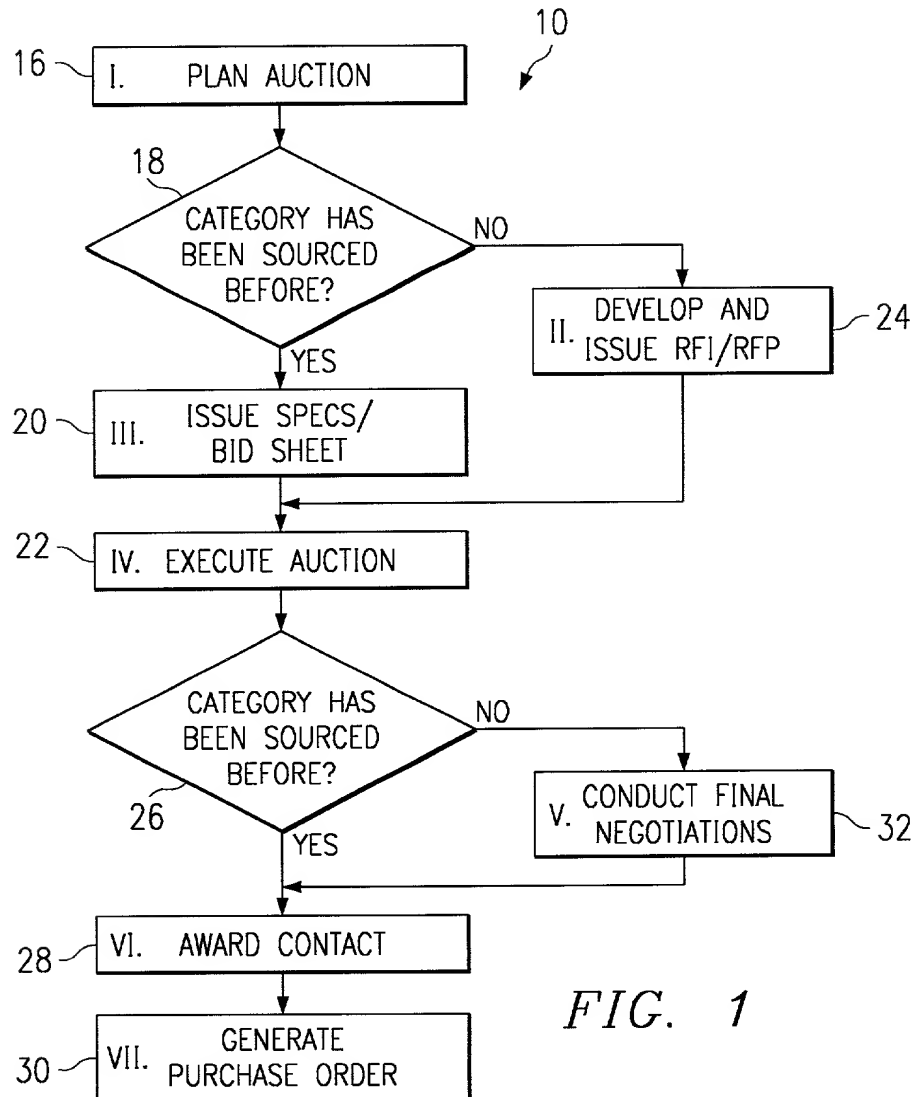 10
16
I. PLAN AUCTION
18
CATEGORY HAS
BEEN SOURCED
BEFORE?
NO
YES
II. DEVELOP AND
ISSUE RFI/RFP
24
20
III. ISSUE SPECS/
BID SHEET
22
IV. EXECUTE AUCTION
CATEGORY HAS
BEEN SOURCED
BEFORE?
NO
26
YES
V. CONDUCT FINAL
NEGOTIATIONS
32
28
VI. AWARD CONTACT
30
VII. GENERATE
PURCHASE ORDER
FIG. 1